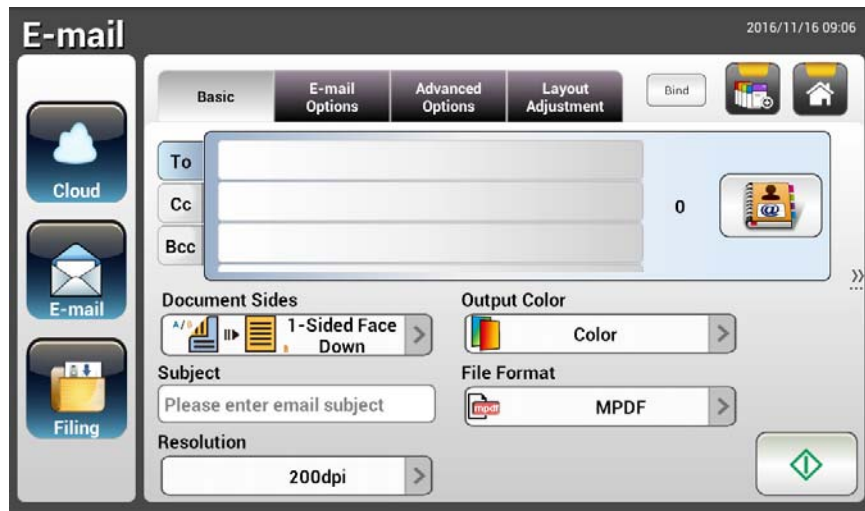 E-mail
2016/11/16 09:06
Basic
E-mail Options
Advanced Options
Layout Adjustment
Bind
Cloud
E-mail
Filing
To
Cc
Bcc
0
@
Document Sides
A/B
1-Sided Face
Down
Output Color
Color
Subject
Please enter email subject
File Format
mpdf
MPDF
Resolution
200dpi